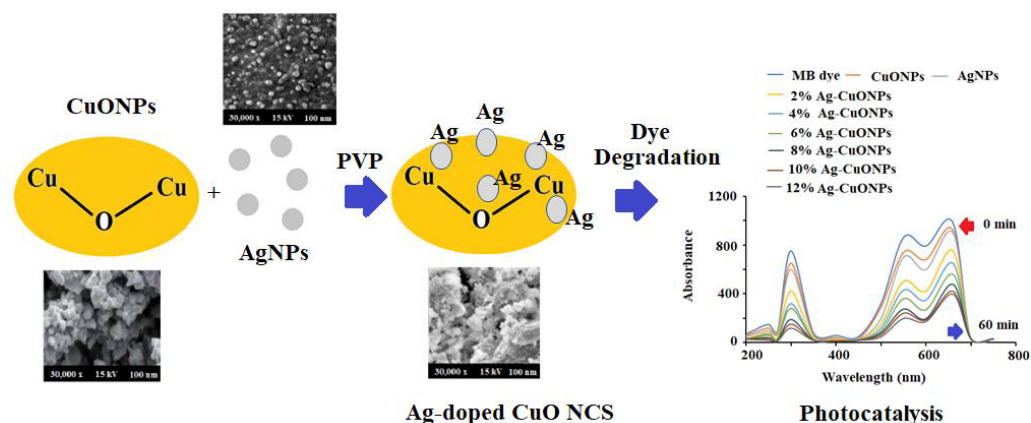 30,000 x 15 kV 100 nm
CuONPs
Cu
Cu
O
+
AgNPs
30,000 x 15 kV 100 nm
PVP
Ag
Ag
Ag
Ag
Ag
Cu
Cu
O
30,000 x 15 kV 100 nm
Ag-doped CuO NCS
Dye
Degradation
MB dye CuONPs AgNPs
2% Ag-CuONPs
4% Ag-CuONPs
6% Ag-CuONPs
8% Ag-CuONPs
10% Ag-CuONPs
12% Ag-CuONPs
Absorbance
1200
800
400
0
0 min
60 min
200 400 600 800
Wavelength (nm)
Photocatalysis